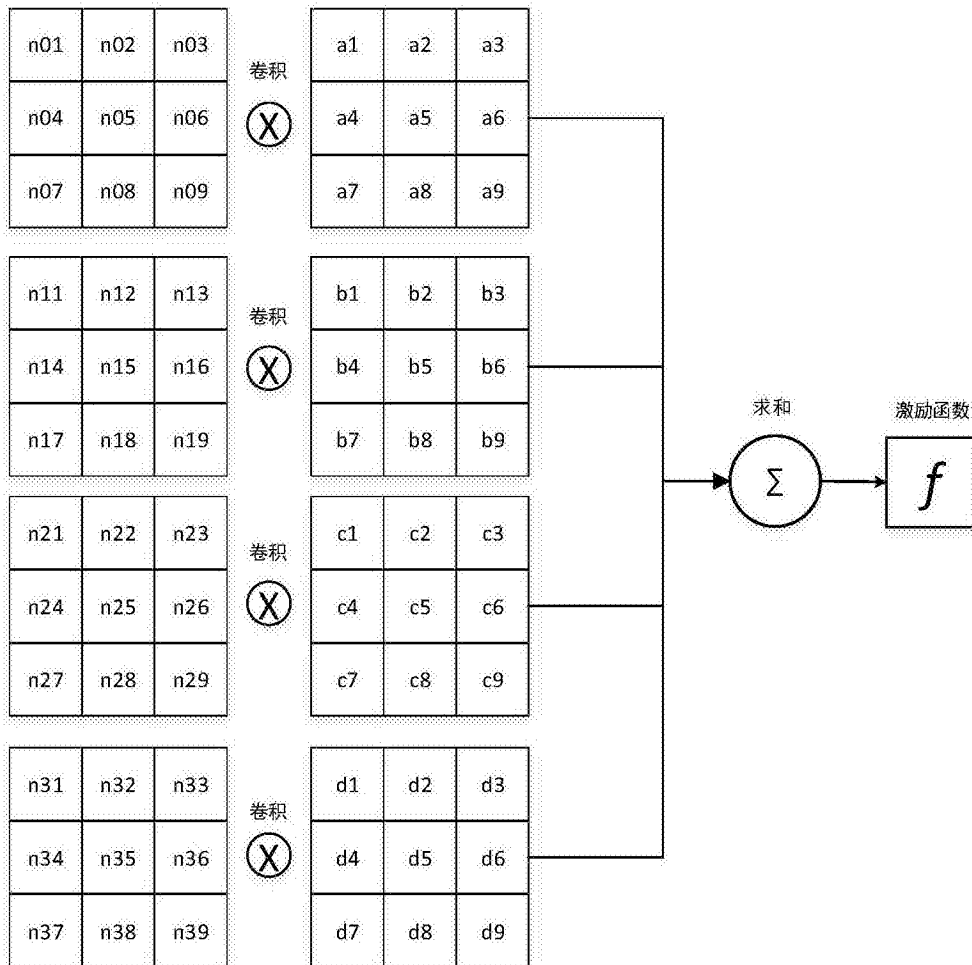 n01 n02 n03
卷积
a1 a2 a3
n04 n05 n06
X
a4 a5 a6
n07 n08 n09
a7 a8 a9
n11 n12 n13
卷积
b1 b2 b3
n14 n15 n16
X
b4 b5 b6
n17 n18 n19
b7 b8 b9
求和
激励函数
Σ
f
n21 n22 n23
卷积
c1 c2 c3
n24 n25 n26
X
c4 c5 c6
n27 n28 n29
c7 c8 c9
n31 n32 n33
卷积
d1 d2 d3
n34 n35 n36
X
d4 d5 d6
n37 n38 n39
d7 d8 d9